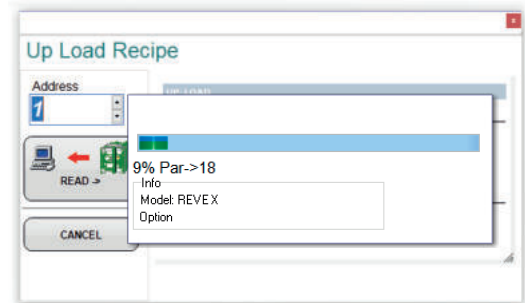 x
Up Load Recipe
Address
UP LOAD
1
9% Par->18
READ ->
Info
Model: REVE X
Option
CANCEL